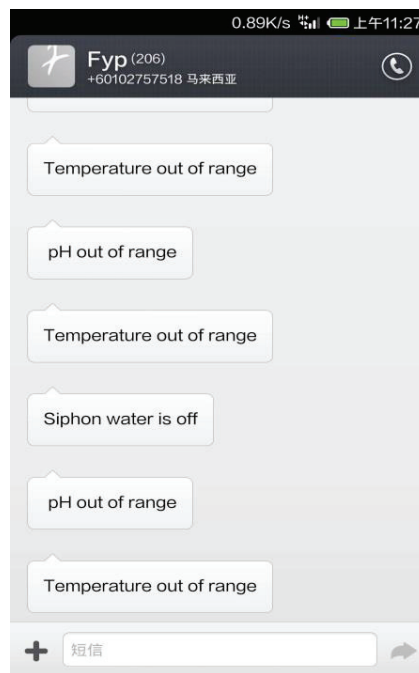 0.89K/s 上午11:27
Fyp (206)
+60102757518 马来西亚
Temperature out of range
pH out of range
Temperature out of range
Siphon water is off
pH out of range
Temperature out of range
短信